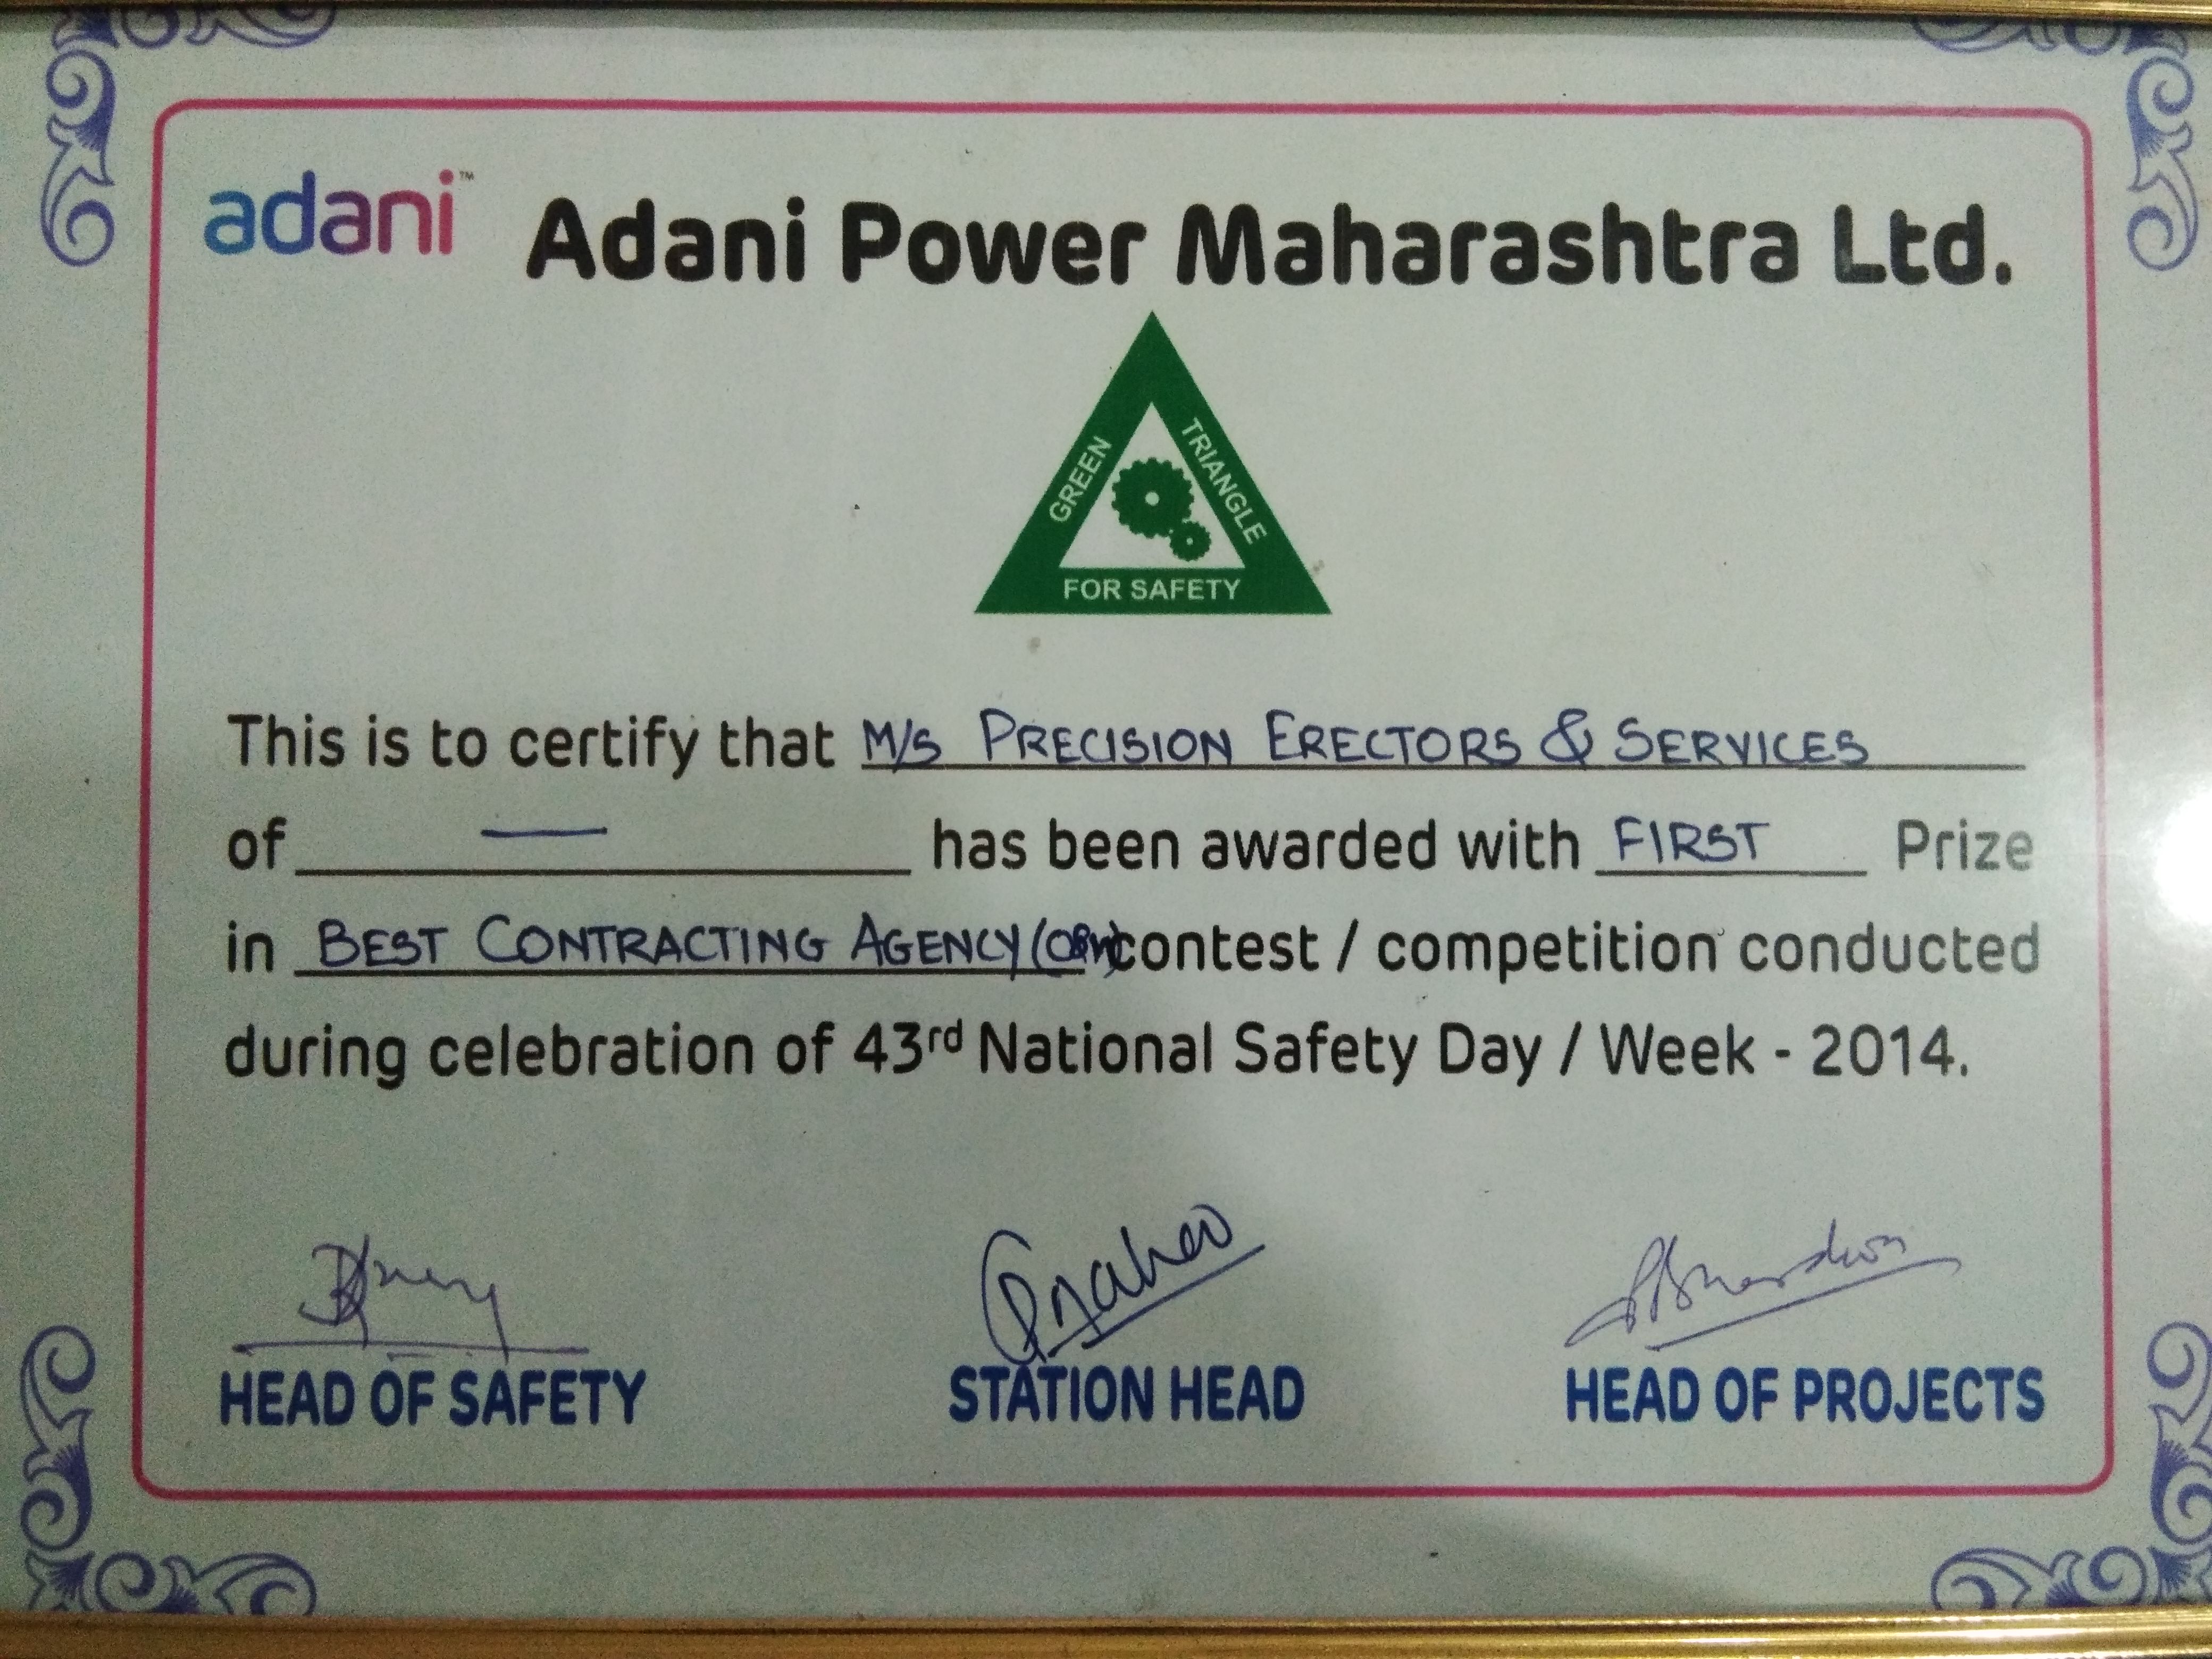 adani™
Adani Power Maharashtra Ltd.
GREEN
TRIANGLE
FOR SAFETY
This is to certify that M/S PRECISION ERECTORS & SERVICES
of — has been awarded with FIRST Prize
in BEST CONTRACTING AGENCY contest / competition conducted
during celebration of 43rd National Safety Day / Week - 2014.
HEAD OF SAFETY
STATION HEAD
HEAD OF PROJECTS